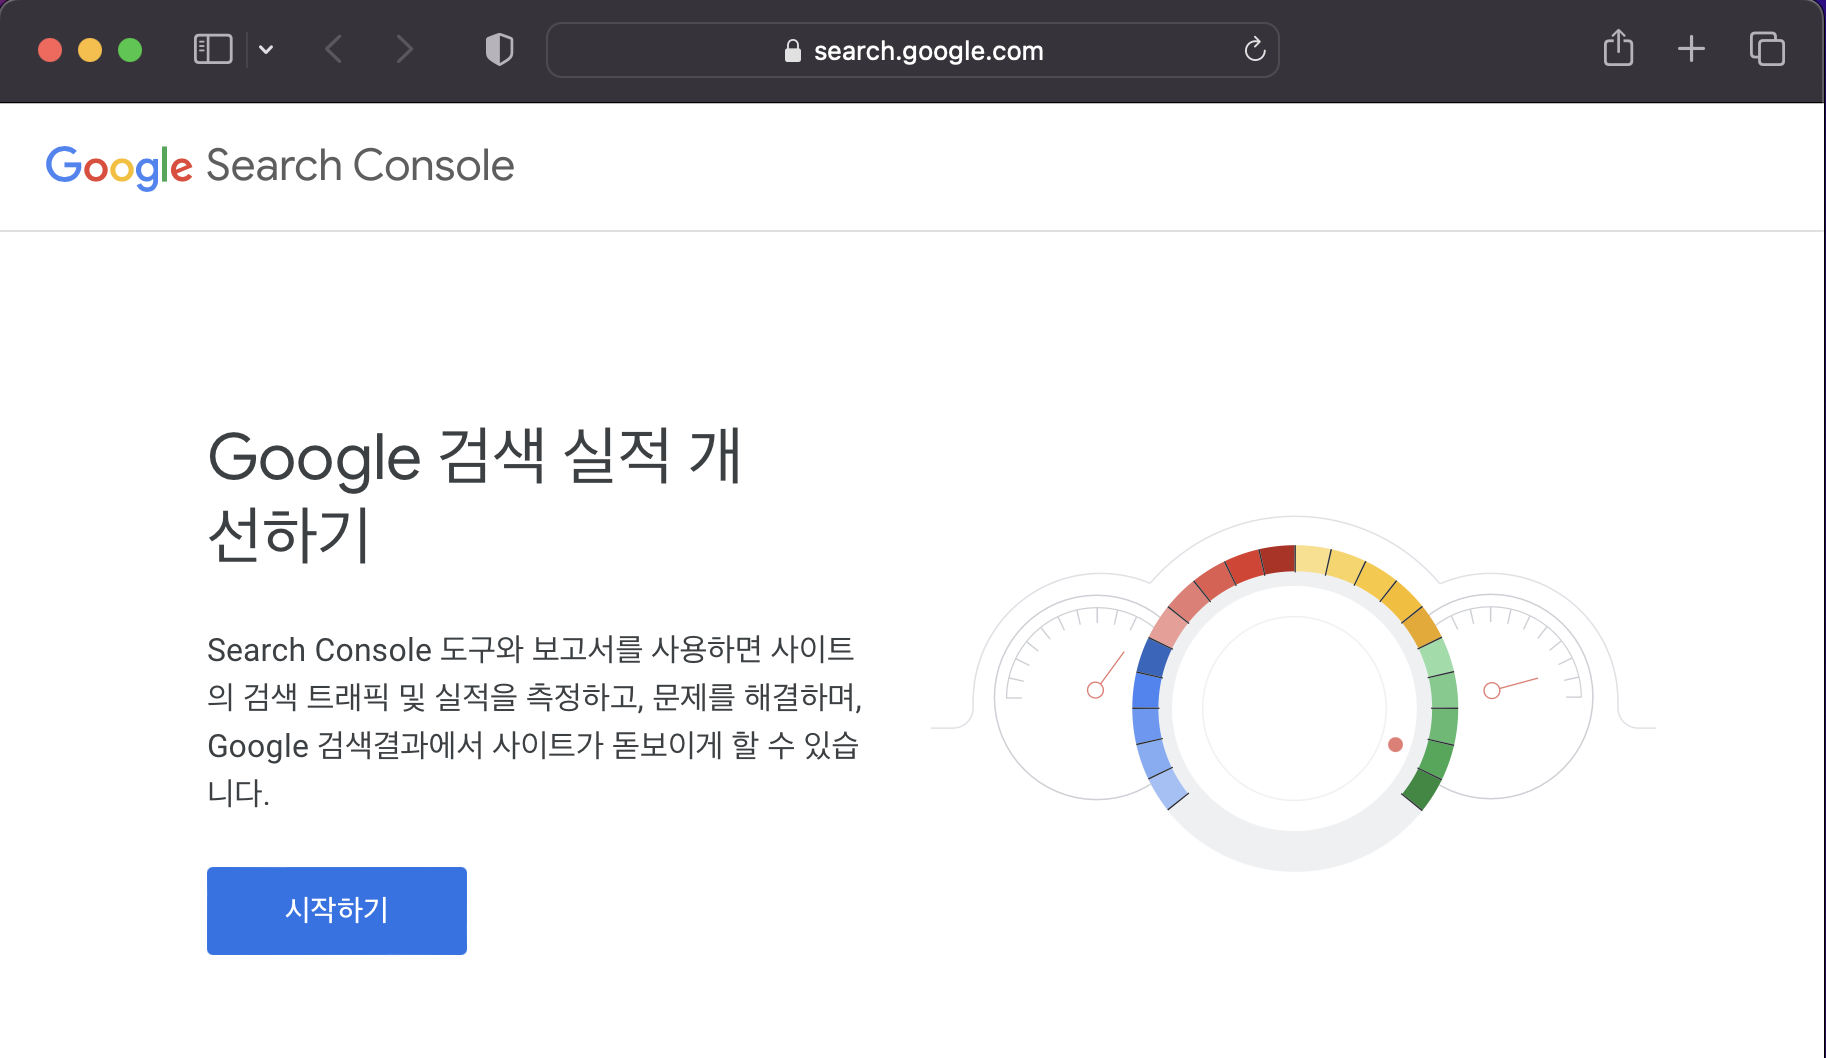 search.google.com
Google Search Console
Google 검색 실적 개
선하기
Search Console 도구와 보고서를 사용하면 사이트
의 검색 트래픽 및 실적을 측정하고, 문제를 해결하며,
Google 검색결과에서 사이트가 돋보이게 할 수 있습
니다.
시작하기